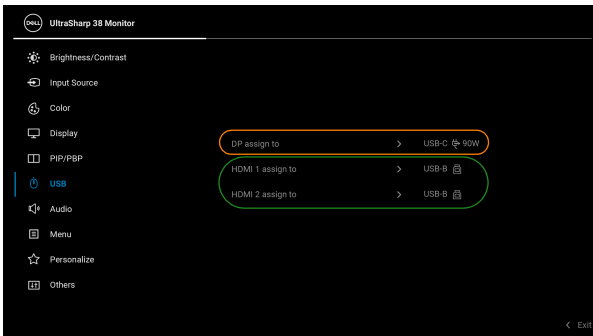 DELL UltraSharp 38 Monitor
Brightness/Contrast
Input Source
Color
Display
DP assign to > USB-C 90W
PIP/PBP
HDMI 1 assign to > USB-B
USB
HDMI 2 assign to > USB-B
Audio
Menu
Personalize
Others
< Exit